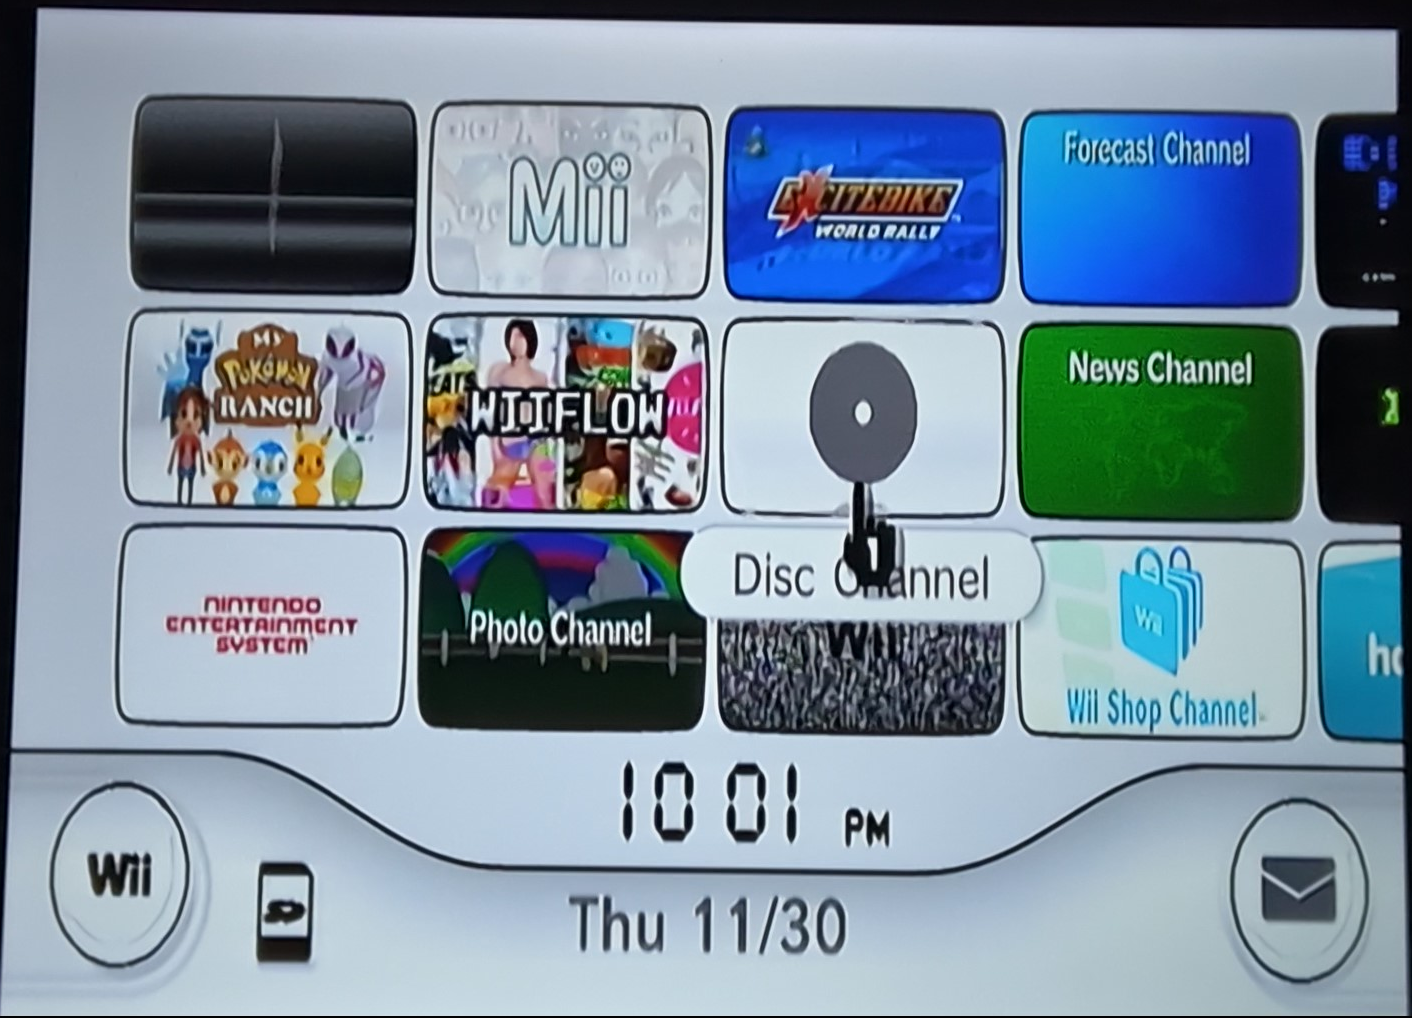 Mii
EXCITEBIKE
WORLD RALLY
Forecast Channel
MY
Pokémon
RANCH
WIIFLOW
News Channel
NINTENDO
ENTERTAINMENT
SYSTEM
Photo Channel
Disc Channel
Wii
Wii
Wii Shop Channel
10 01 PM
Wii
Thu 11/30